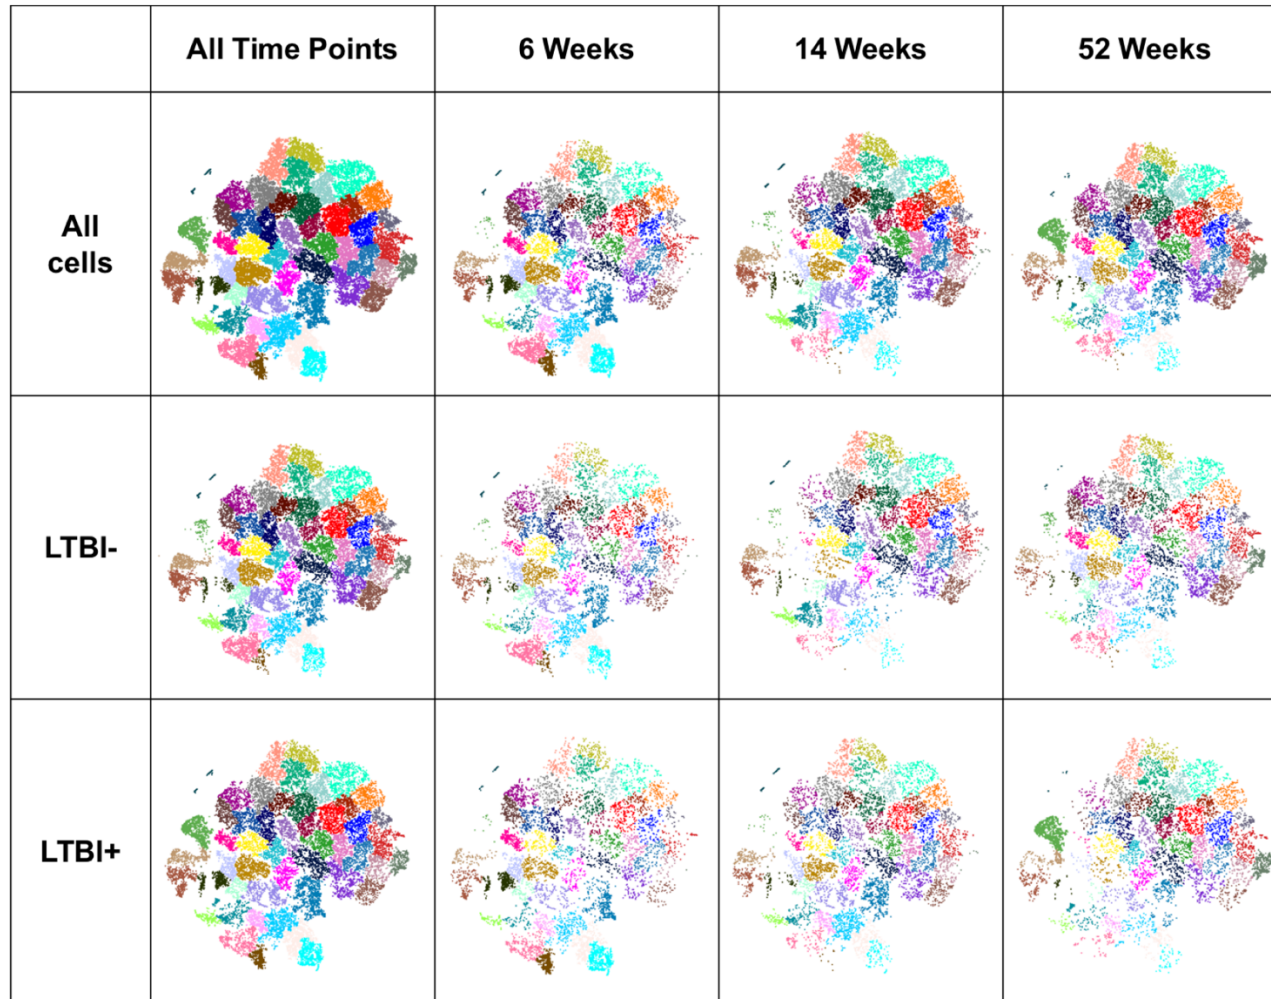 All Time Points
6 Weeks
14 Weeks
52 Weeks
All
cells
LTBI-
LTBI+